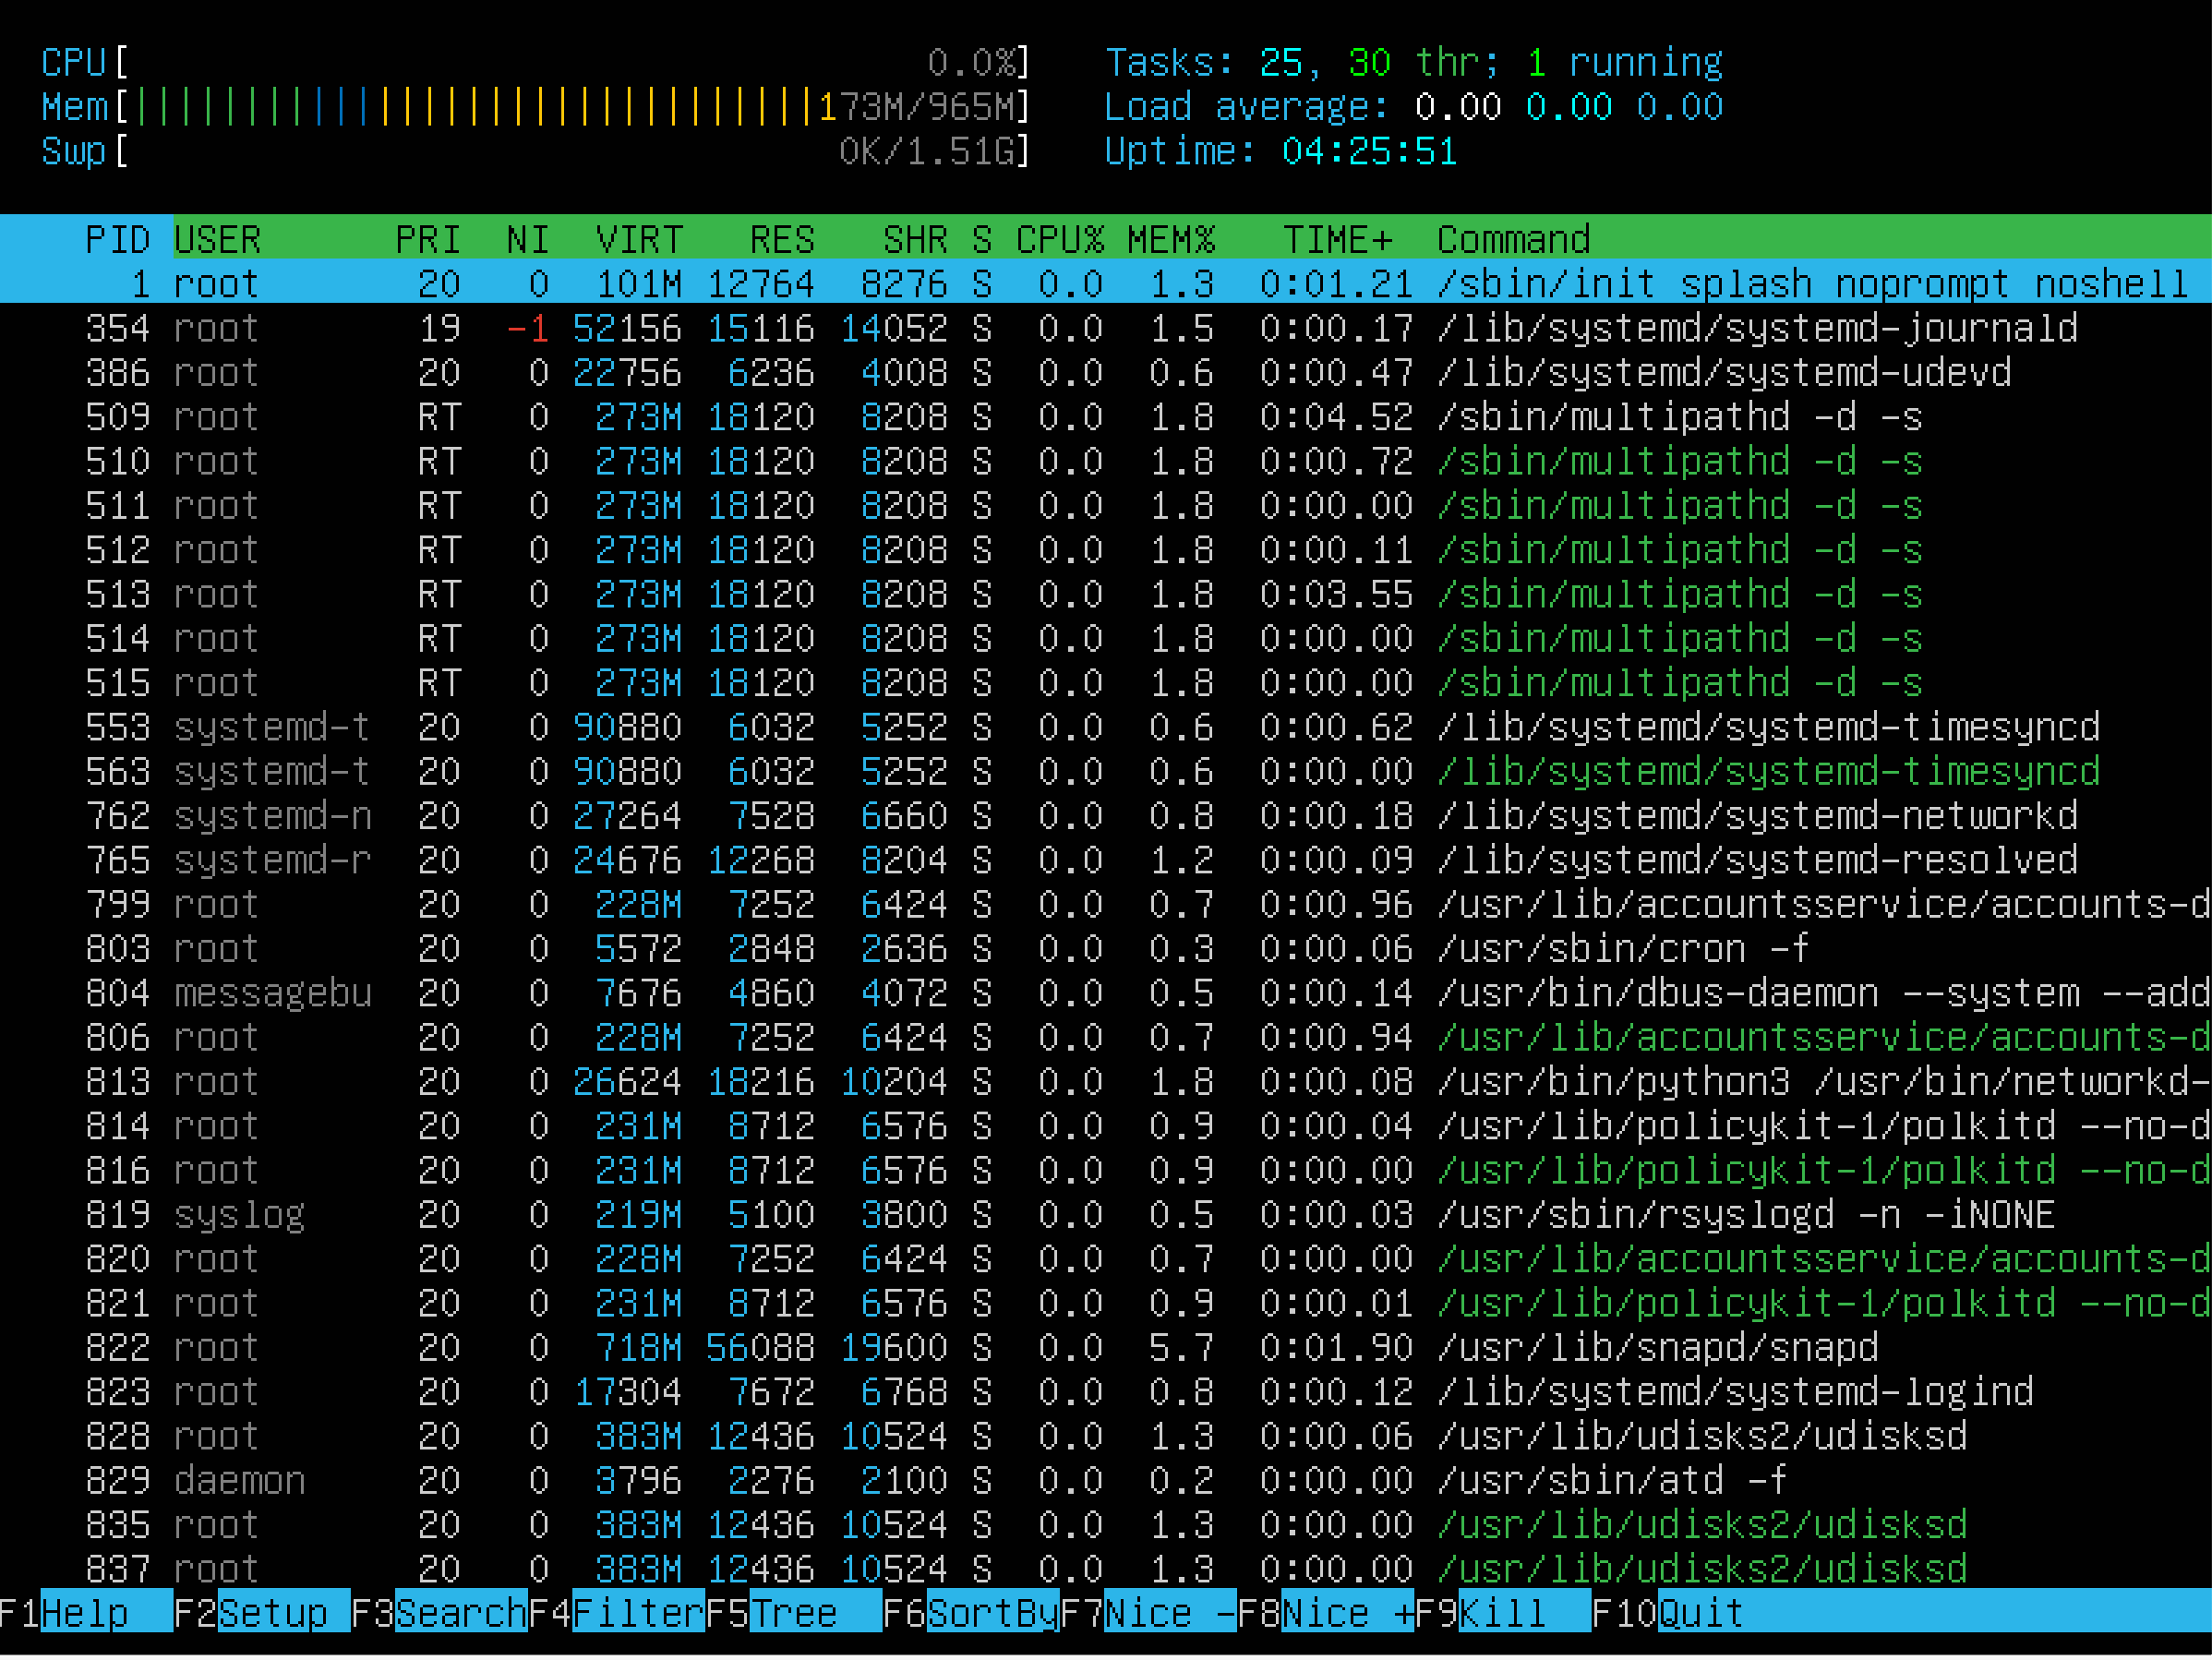 CPU[ 0.0%] Tasks: 25, 30 thr; 1 running
Mem[|||||||||||||||||||||||||||||||173M/965M] Load average: 0.00 0.00 0.00
Swp[ 0K/1.51G] Uptime: 04:25:51
PID USER PRI NI VIRT RES SHR S CPU% MEM% TIME+ Command
1 root 20 0 101M 12764 8276 S 0.0 1.3 0:01.21 /sbin/init splash noprompt noshell
354 root 19 -1 52156 15116 14052 S 0.0 1.5 0:00.17 /lib/systemd/systemd-journald
386 root 20 0 22756 6236 4008 S 0.0 0.6 0:00.47 /lib/systemd/systemd-udevd
509 root RT 0 273M 18120 8208 S 0.0 1.8 0:04.52 /sbin/multipathd -d -s
510 root RT 0 273M 18120 8208 S 0.0 1.8 0:00.72 /sbin/multipathd -d -s
511 root RT 0 273M 18120 8208 S 0.0 1.8 0:00.00 /sbin/multipathd -d -s
512 root RT 0 273M 18120 8208 S 0.0 1.8 0:00.11 /sbin/multipathd -d -s
513 root RT 0 273M 18120 8208 S 0.0 1.8 0:03.55 /sbin/multipathd -d -s
514 root RT 0 273M 18120 8208 S 0.0 1.8 0:00.00 /sbin/multipathd -d -s
515 root RT 0 273M 18120 8208 S 0.0 1.8 0:00.00 /sbin/multipathd -d -s
553 systemd-t 20 0 90880 6032 5252 S 0.0 0.6 0:00.62 /lib/systemd/systemd-timesyncd
563 systemd-t 20 0 90880 6032 5252 S 0.0 0.6 0:00.00 /lib/systemd/systemd-timesyncd
762 systemd-n 20 0 27264 7528 6660 S 0.0 0.8 0:00.18 /lib/systemd/systemd-networkd
765 systemd-r 20 0 24676 12268 8204 S 0.0 1.2 0:00.09 /lib/systemd/systemd-resolved
799 root 20 0 228M 7252 6424 S 0.0 0.7 0:00.96 /usr/lib/accountsservice/accounts-d
803 root 20 0 5572 2848 2636 S 0.0 0.3 0:00.06 /usr/sbin/cron -f
804 messagebu 20 0 7676 4860 4072 S 0.0 0.5 0:00.14 /usr/bin/dbus-daemon --system --add
806 root 20 0 228M 7252 6424 S 0.0 0.7 0:00.94 /usr/lib/accountsservice/accounts-d
813 root 20 0 26624 18216 10204 S 0.0 1.8 0:00.08 /usr/bin/python3 /usr/bin/networkd-
814 root 20 0 231M 8712 6576 S 0.0 0.9 0:00.04 /usr/lib/policykit-1/polkitd --no-d
816 root 20 0 231M 8712 6576 S 0.0 0.9 0:00.00 /usr/lib/policykit-1/polkitd --no-d
819 syslog 20 0 219M 5100 3800 S 0.0 0.5 0:00.03 /usr/sbin/rsyslogd -n -iNONE
820 root 20 0 228M 7252 6424 S 0.0 0.7 0:00.00 /usr/lib/accountsservice/accounts-d
821 root 20 0 231M 8712 6576 S 0.0 0.9 0:00.01 /usr/lib/policykit-1/polkitd --no-d
822 root 20 0 718M 56088 19600 S 0.0 5.7 0:01.90 /usr/lib/snapd/snapd
823 root 20 0 17304 7672 6768 S 0.0 0.8 0:00.12 /lib/systemd/systemd-logind
828 root 20 0 383M 12436 10524 S 0.0 1.3 0:00.06 /usr/lib/udisks2/udisksd
829 daemon 20 0 3796 2276 2100 S 0.0 0.2 0:00.00 /usr/sbin/atd -f
835 root 20 0 383M 12436 10524 S 0.0 1.3 0:00.00 /usr/lib/udisks2/udisksd
837 root 20 0 383M 12436 10524 S 0.0 1.3 0:00.00 /usr/lib/udisks2/udisksd
F1Help F2Setup F3SearchF4FilterF5Tree F6SortByF7Nice -F8Nice +F9Kill F10Quit